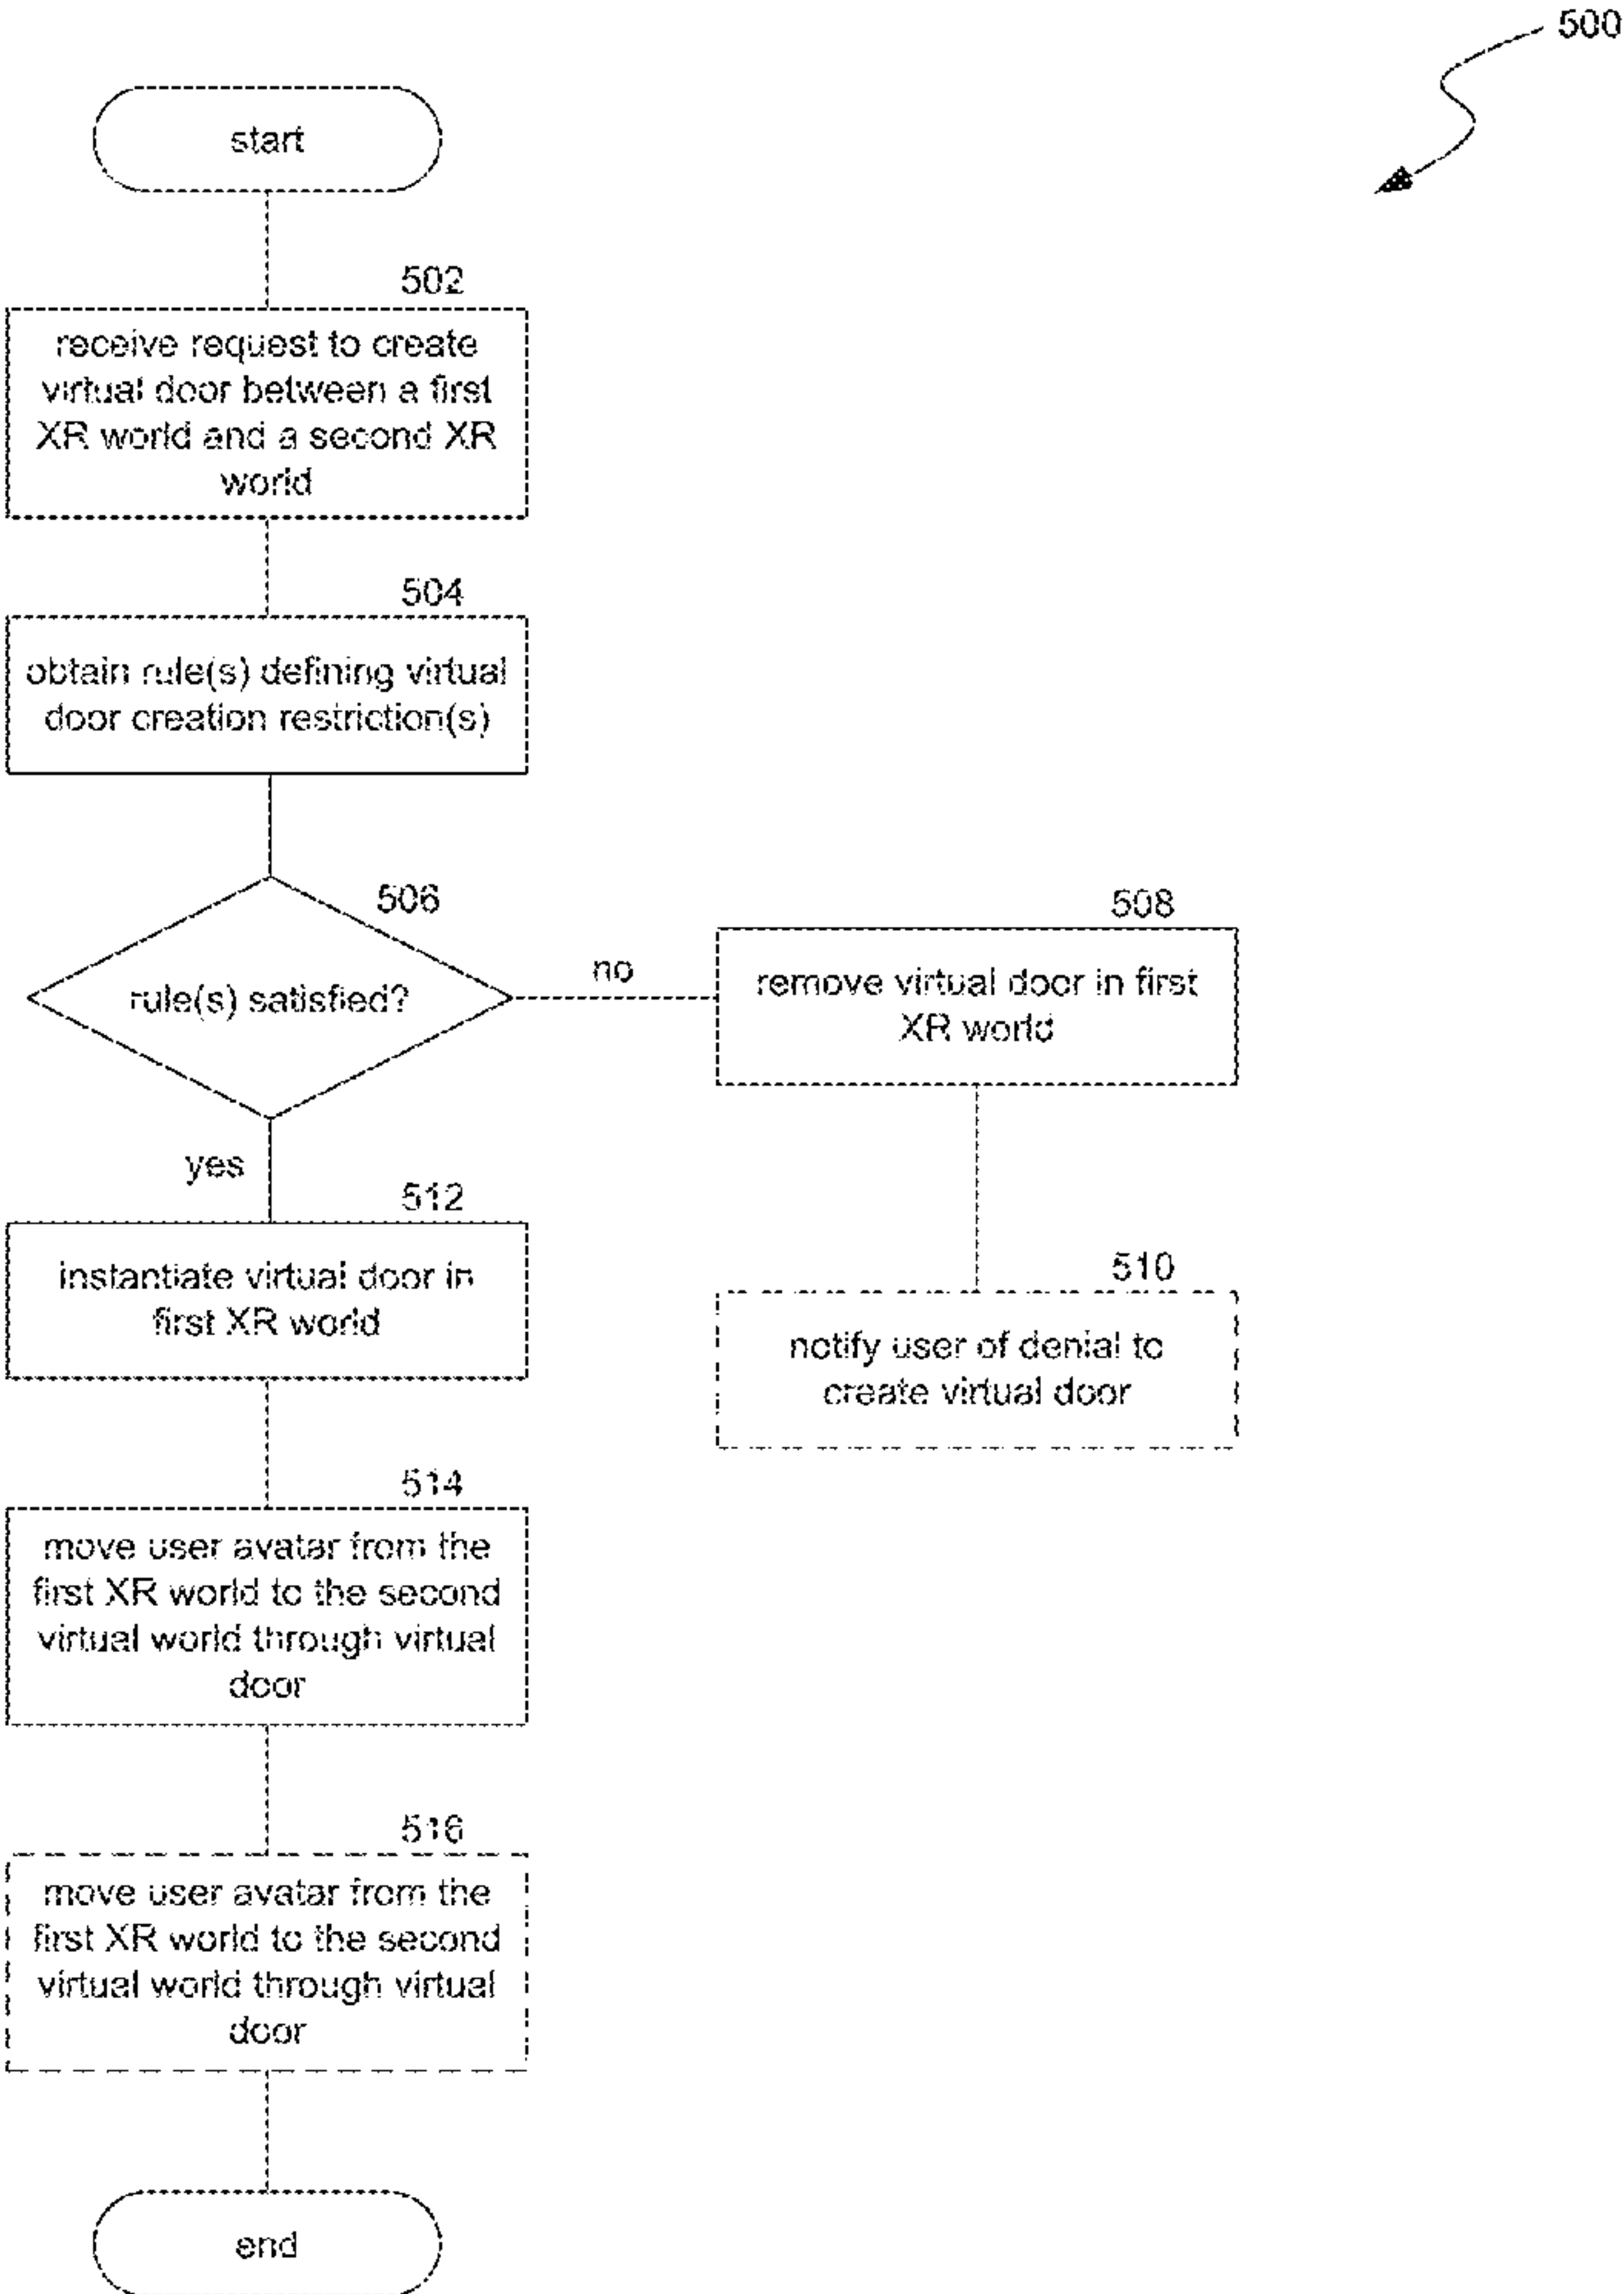 500
start
502
receive request to create
virtual door between a first
XR world and a second XR
world
504
obtain rule(s) defining virtual
door creation restriction(s)
506
rule(s) satisfied?
no
508
remove virtual door in first
XR world
510
notify user of denial to
create virtual door
yes
512
instantiate virtual door in
first XR world
514
move user avatar from the
first XR world to the second
virtual world through virtual
door
516
move user avatar from the
first XR world to the second
virtual world through virtual
door
end